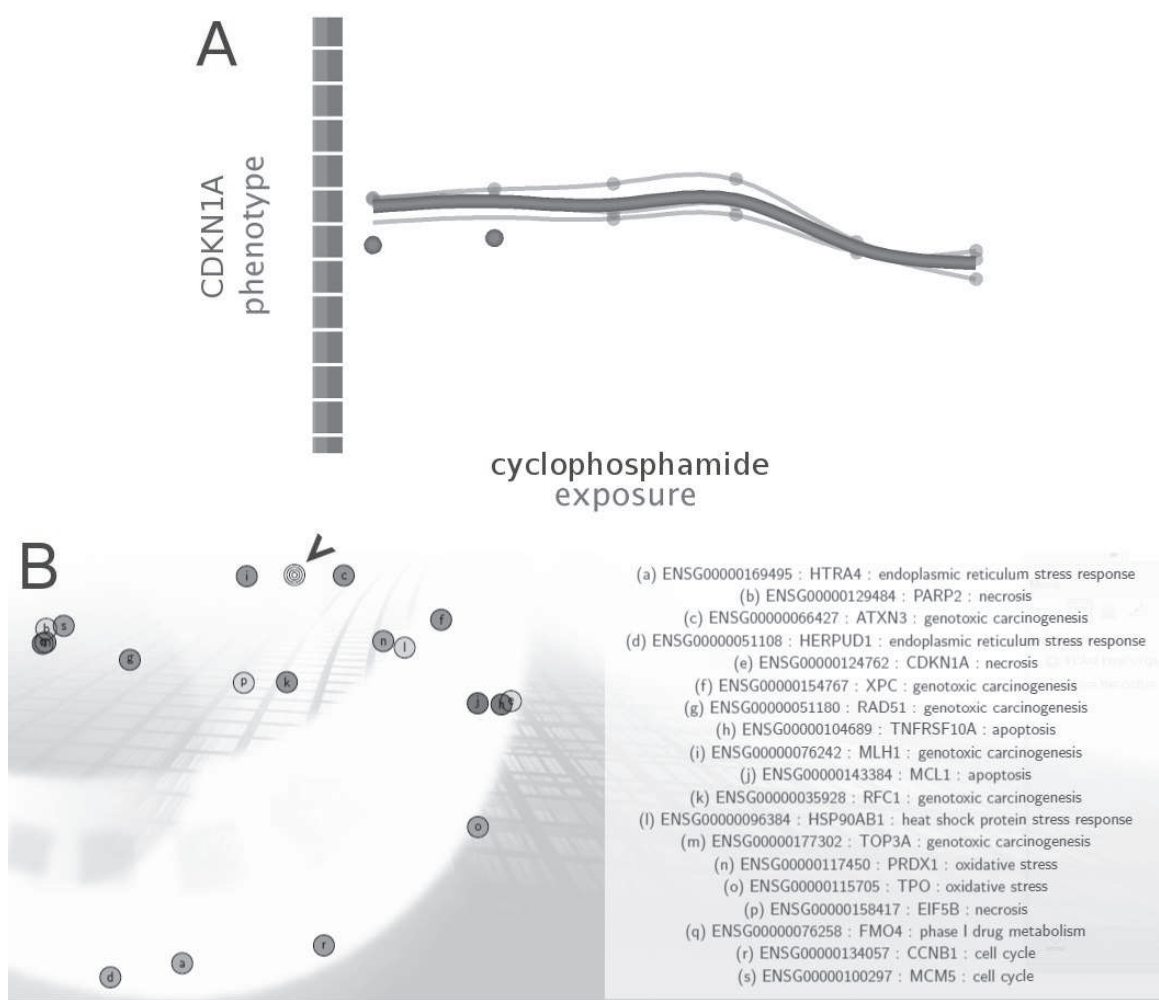 A
CDKN1A
phenotype
cyclophosphamide
exposure
B
i
c
b
s
m
g
n
l
f
p
k
j
h
e
o
r
a
d
(a) ENSG00000169495 : HTRA4 : endoplasmic reticulum stress response
(b) ENSG00000129484 : PARP2 : necrosis
(c) ENSG00000066427 : ATXN3 : genotoxic carcinogenesis
(d) ENSG00000051108 : HERPUD1 : endoplasmic reticulum stress response
(e) ENSG00000124762 : CDKN1A : necrosis
(f) ENSG00000154767 : XPC : genotoxic carcinogenesis
(g) ENSG00000051180 : RAD51 : genotoxic carcinogenesis
(h) ENSG00000104689 : TNFRSF10A : apoptosis
(i) ENSG00000076242 : MLH1 : genotoxic carcinogenesis
(j) ENSG00000143384 : MCL1 : apoptosis
(k) ENSG00000035928 : RFC1 : genotoxic carcinogenesis
(l) ENSG00000096384 : HSP90AB1 : heat shock protein stress response
(m) ENSG00000177302 : TOP3A : genotoxic carcinogenesis
(n) ENSG00000117450 : PRDX1 : oxidative stress
(o) ENSG00000115705 : TPO : oxidative stress
(p) ENSG00000158417 : EIF5B : necrosis
(q) ENSG00000076258 : FMO4 : phase I drug metabolism
(r) ENSG00000134057 : CCNB1 : cell cycle
(s) ENSG00000100297 : MCM5 : cell cycle